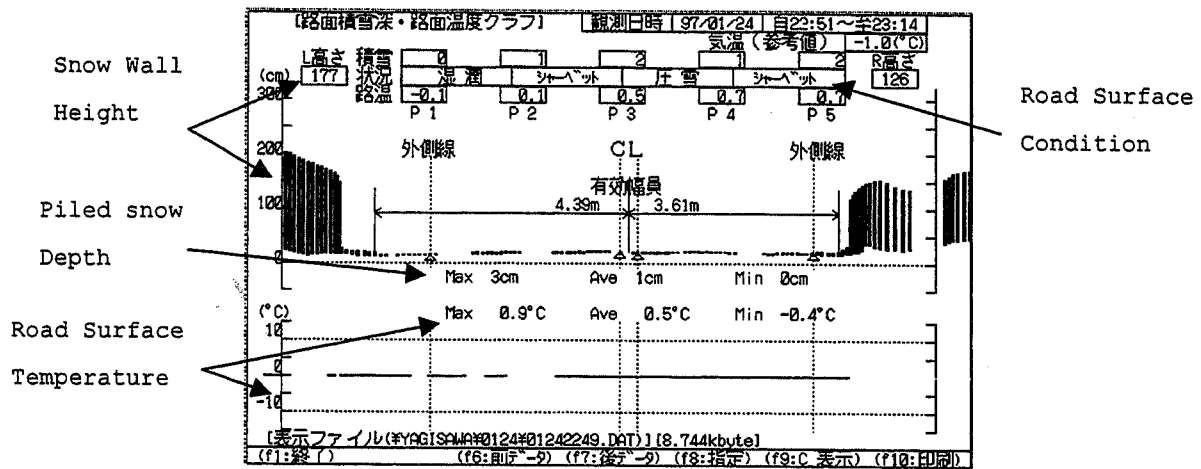 [路面積雪深・路面温度グラフ] 観測日時 97/01/24 自22:51～至23:14
気温(参考値) -1.0(°C)
L高さ 積雪 0 1 2 1 2 R高さ
(cm) 177 状況 湿潤 シャーベット 圧雪 シャーベット 126
路温 -0.1 0.1 0.5 0.7 0.7
P 1 P 2 P 3 P 4 P 5
Snow Wall
Height
Road Surface
Condition
300
200
100
0
外側線 CL 外側線
有効幅員
4.39m 3.61m
Piled snow
Depth
Max 3cm Ave 1cm Min 0cm
Max 0.9°C Ave 0.5°C Min -0.4°C
Road Surface
Temperature
(°C)
10
0
-10
[表示ファイル(¥YAGISAWA¥0124¥01242249.DAT)][8.744kbyte]
(f1:終了) (f6:前データ) (f7:後データ) (f8:指定) (f9:C 表示) (f10:印刷)